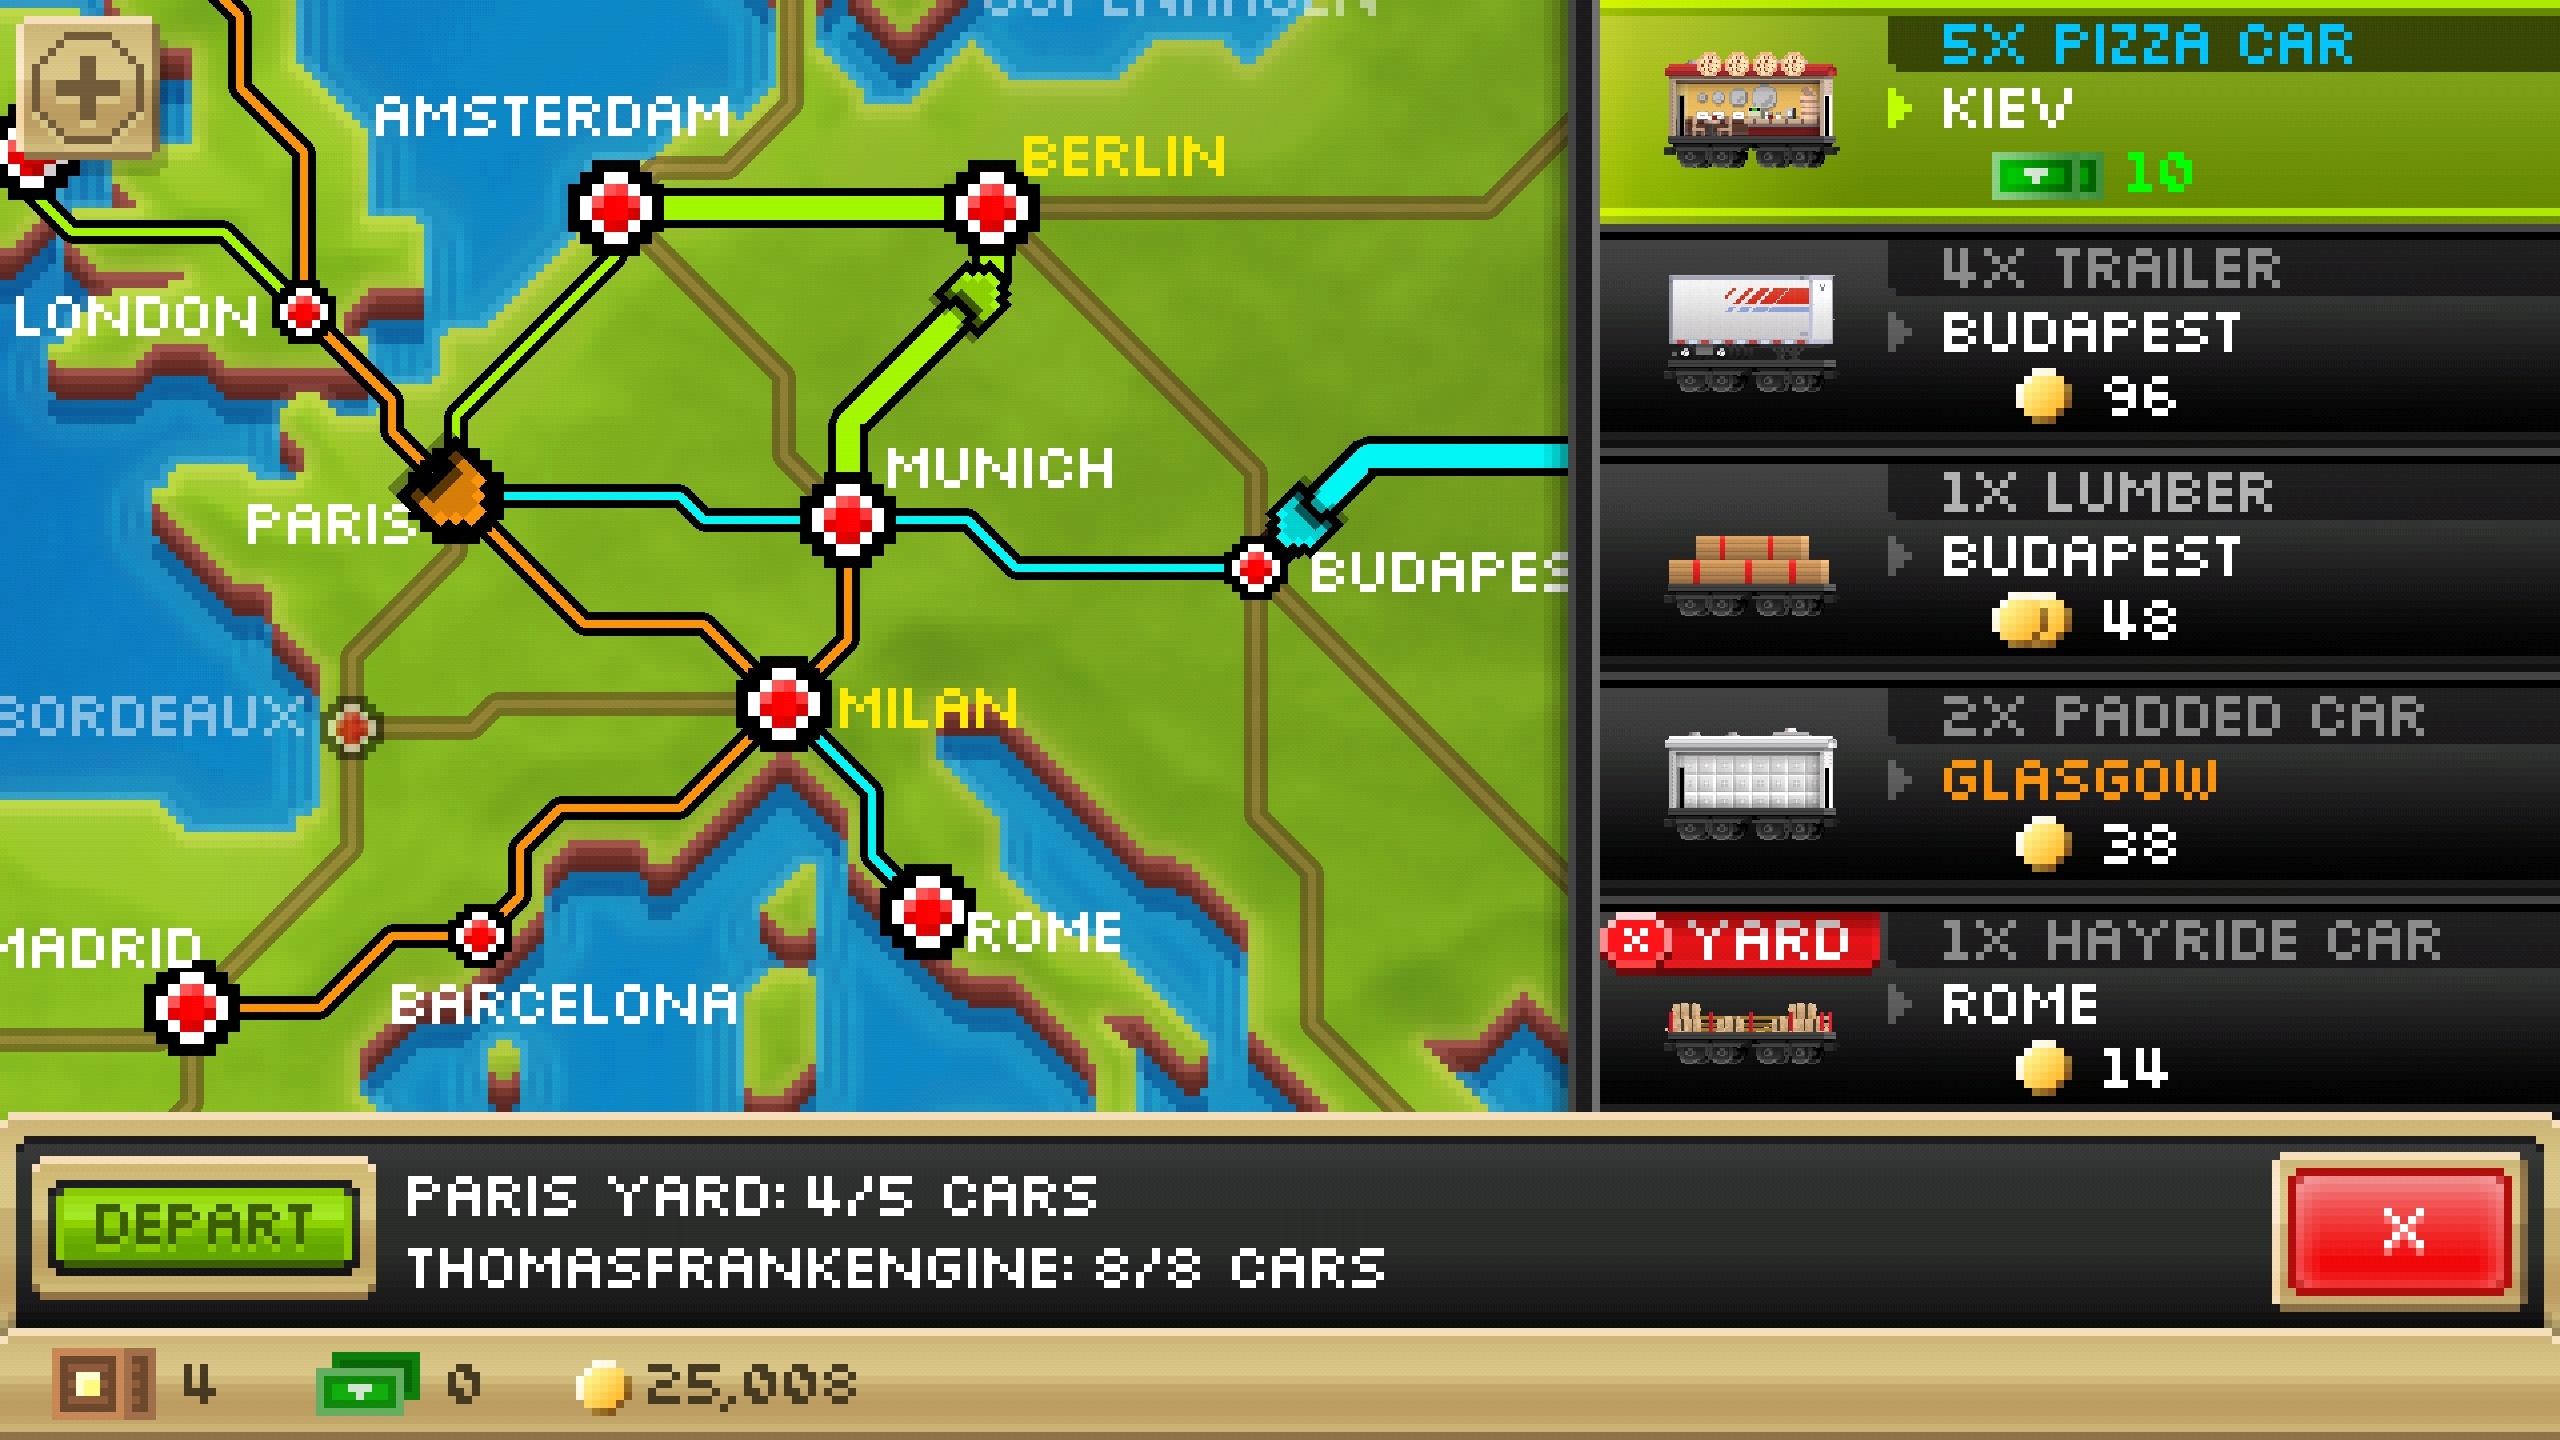 COPENHAGEN
AMSTERDAM
BERLIN
LONDON
MUNICH
PARIS
BUDAPES
BORDEAUX
MILAN
MADRID
ROME
BARCELONA
5X PIZZA CAR
KIEV
10
4X TRAILER
BUDAPEST
96
1X LUMBER
BUDAPEST
48
2X PADDED CAR
GLASGOW
38
X YARD
1X HAYRIDE CAR
ROME
14
DEPART
PARIS YARD: 4/5 CARS
THOMASFRANKENGINE: 8/8 CARS
X
4
0
25,008